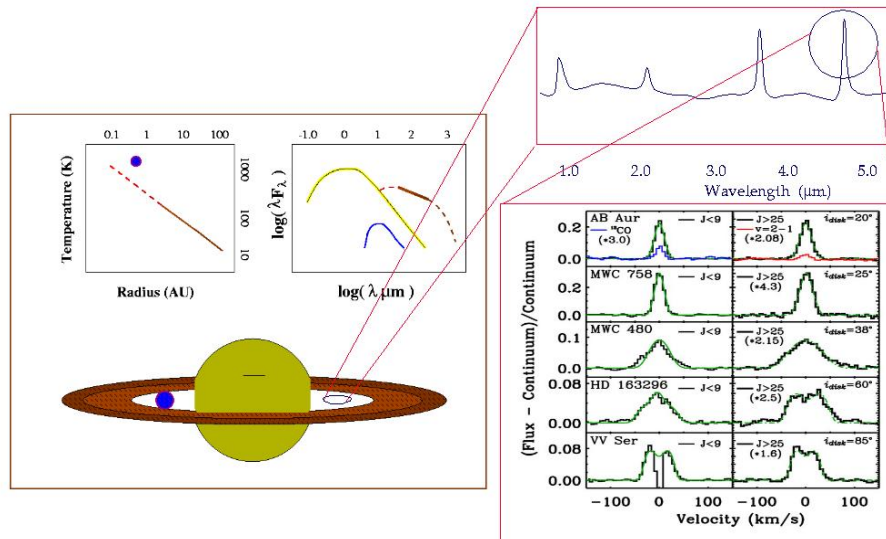 0.1 1 10 100
Temperature (K)
1000
100
10
Radius (AU)
-1.0 0 1 2 3
log(λF_λ)
log(λ μm)
1.0 2.0 3.0 4.2 5.0
Wavelength (μm)
(Flux - Continuum)/Continuum
AB Aur J<9
¹³CO
(*3.0)
0.2
0.0
J>25 i_disk=20°
v=2-1
(*2.08)
MWC 758 J<9
0.2
0.0
J>25 i_disk=25°
(*4.3)
MWC 480 J<9
0.1
0.0
J>25 i_disk=38°
(*2.15)
HD 163296 J<9
0.08
0.00
J>25 i_disk=60°
(*2.5)
VV Ser J<9
0.08
0.00
J>25 i_disk=85°
(*1.6)
-100 0 100 -100 0 100
Velocity (km/s)